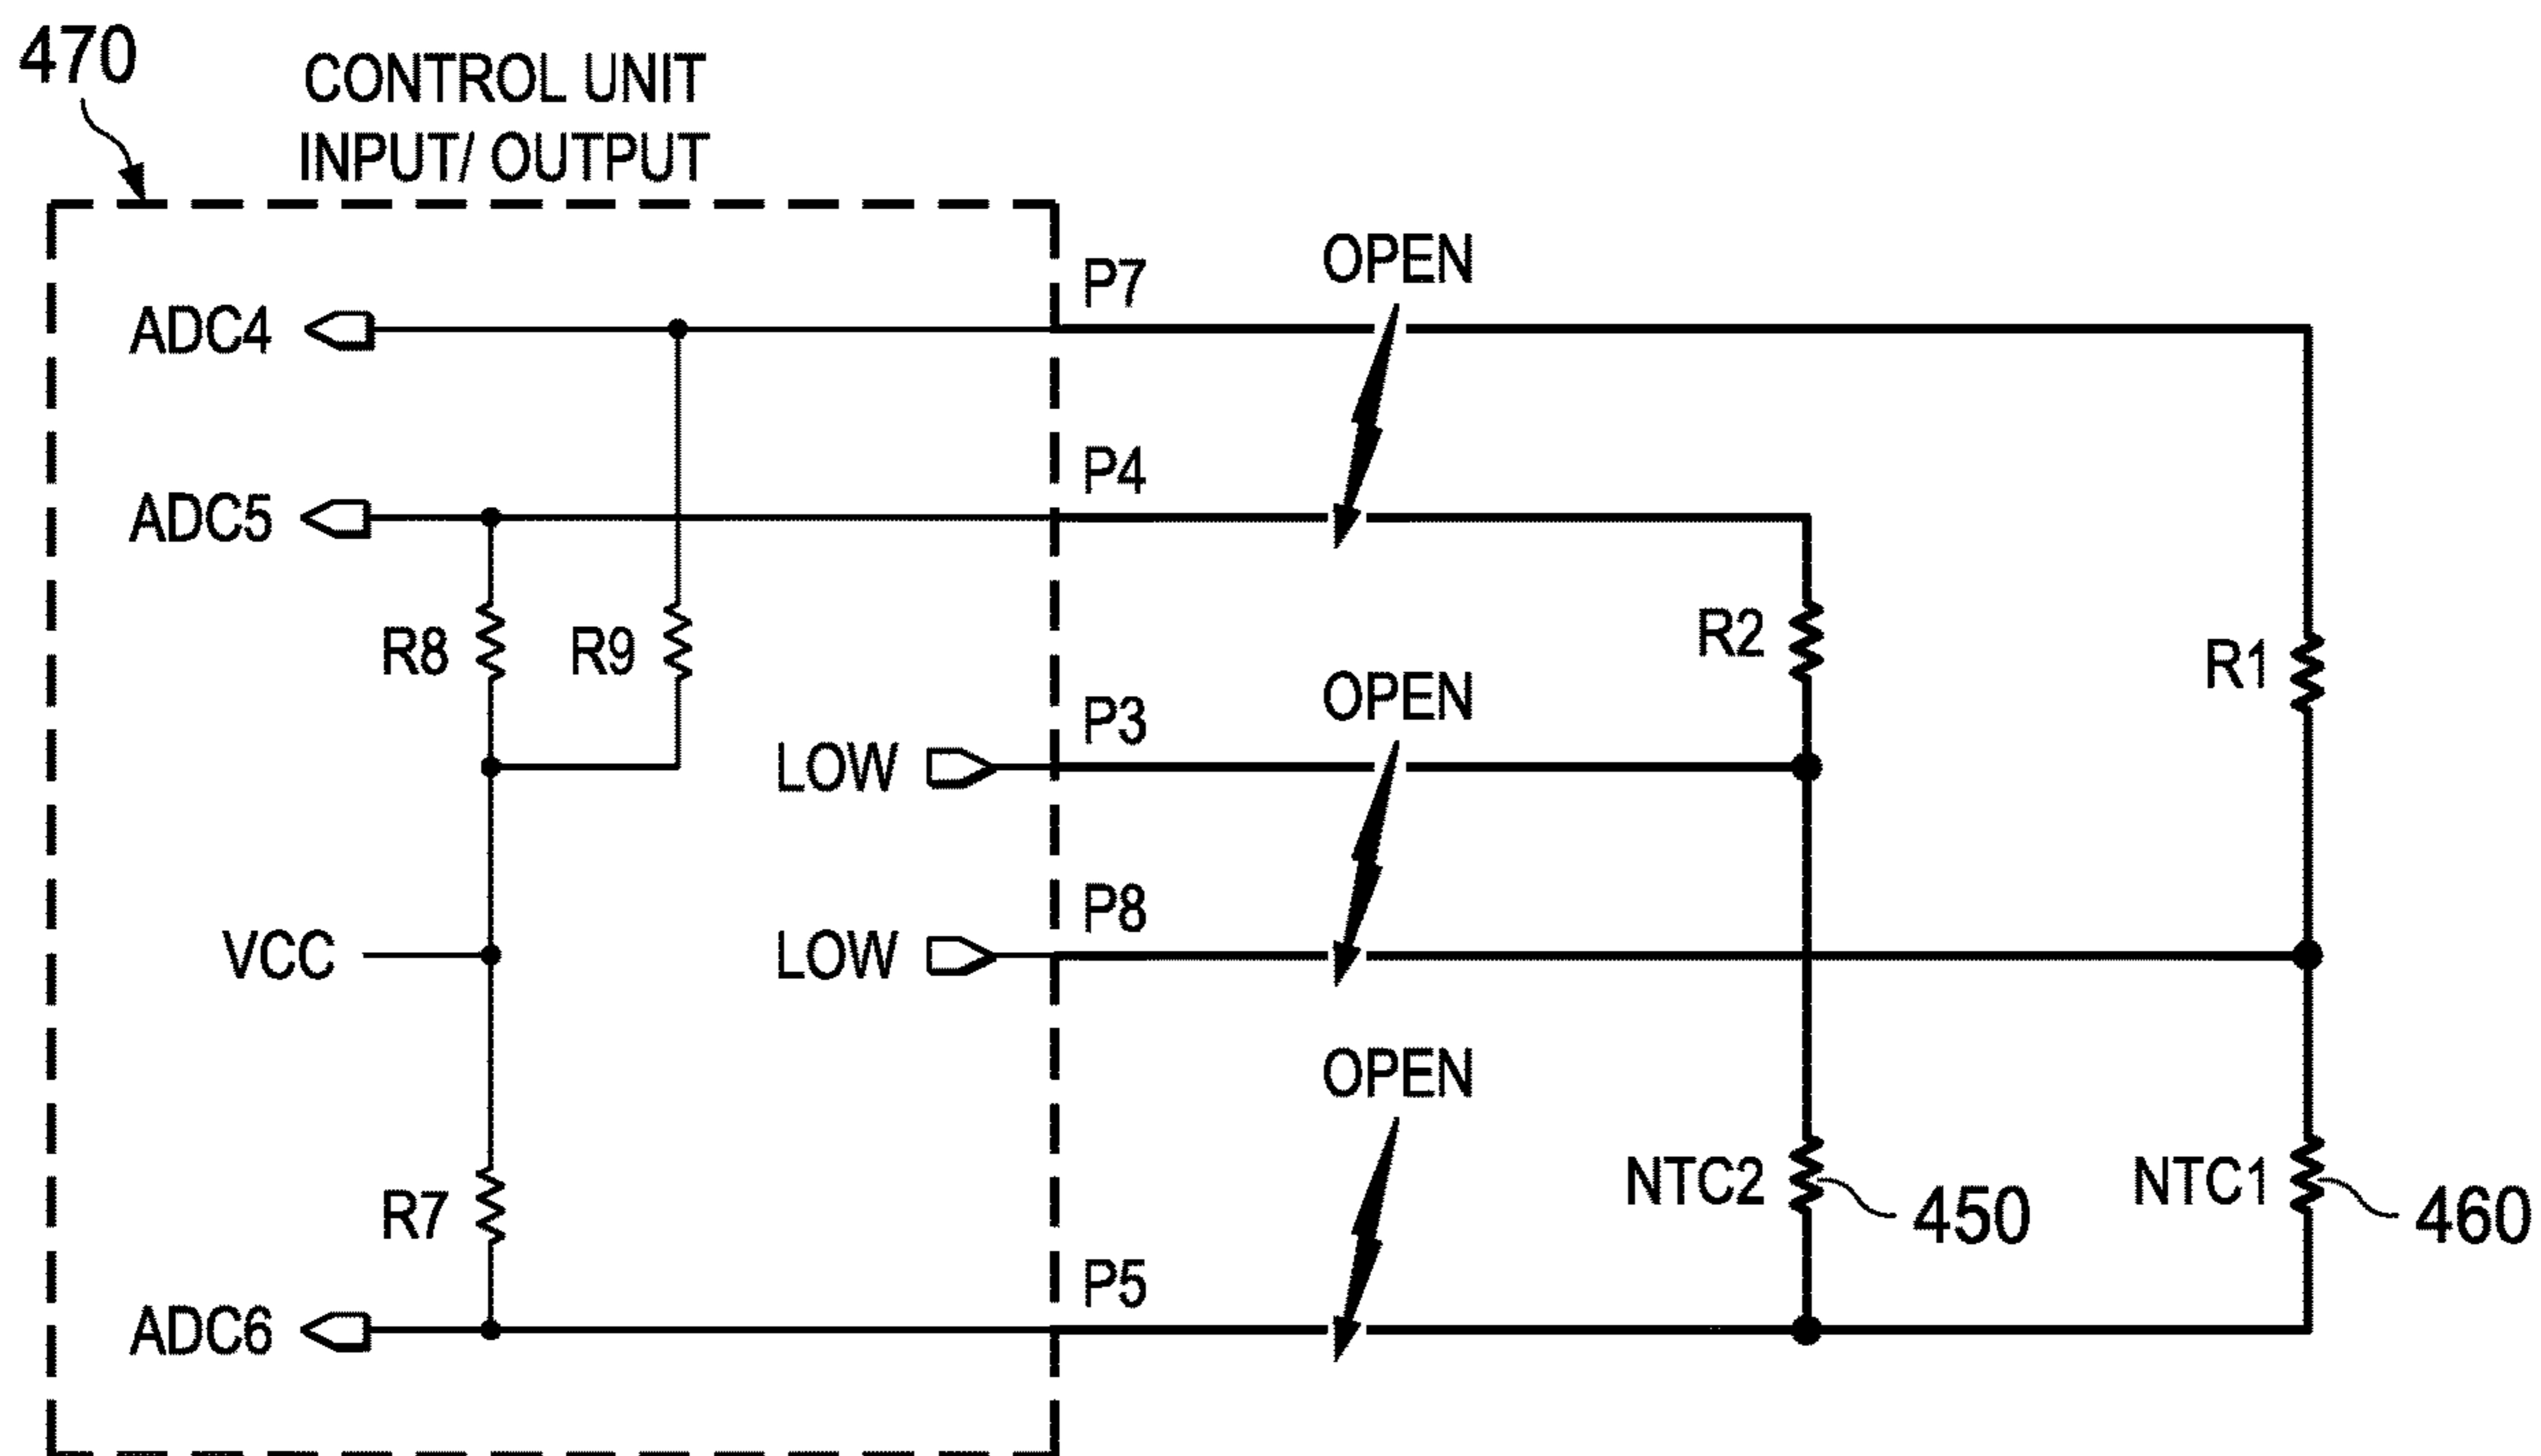 470
CONTROL UNIT
INPUT/ OUTPUT
P7
OPEN
ADC4
P4
ADC5
R8
R9
R2
R1
P3
OPEN
LOW
P8
VCC
LOW
OPEN
NTC2
450
NTC1
460
R7
P5
ADC6